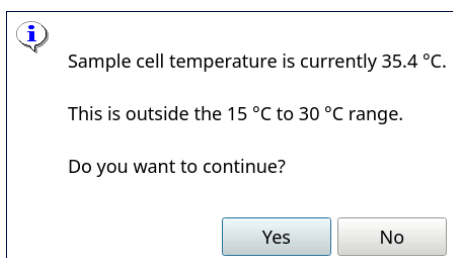 Sample cell temperature is currently 35.4 °C.
This is outside the 15 °C to 30 °C range.
Do you want to continue?
Yes No